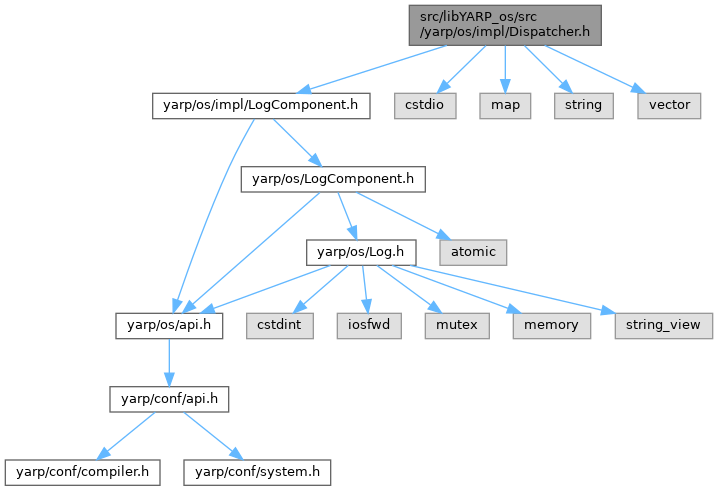 src/libYARP_os/src
/yarp/os/impl/Dispatcher.h
yarp/os/impl/LogComponent.h
cstdio
map
string
vector
yarp/os/LogComponent.h
yarp/os/Log.h
atomic
yarp/os/api.h
cstdint
iosfwd
mutex
memory
string_view
yarp/conf/api.h
yarp/conf/compiler.h
yarp/conf/system.h